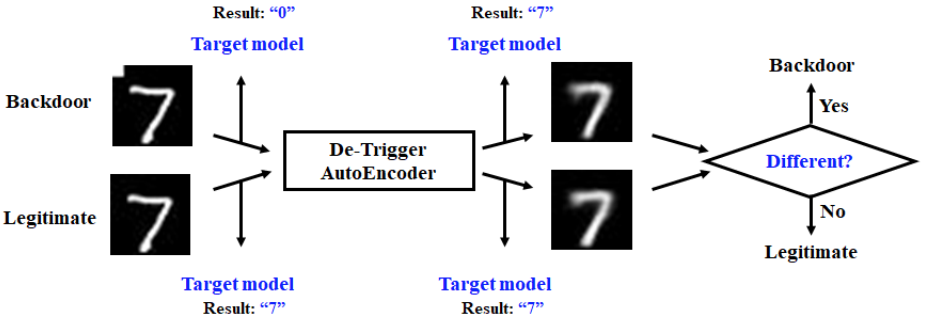 Result: “0”
Target model
Result: “7”
Target model
Backdoor
Legitimate
De-Trigger
AutoEncoder
Target model
Result: “7”
Target model
Result: “7”
Backdoor
Yes
Different?
No
Legitimate